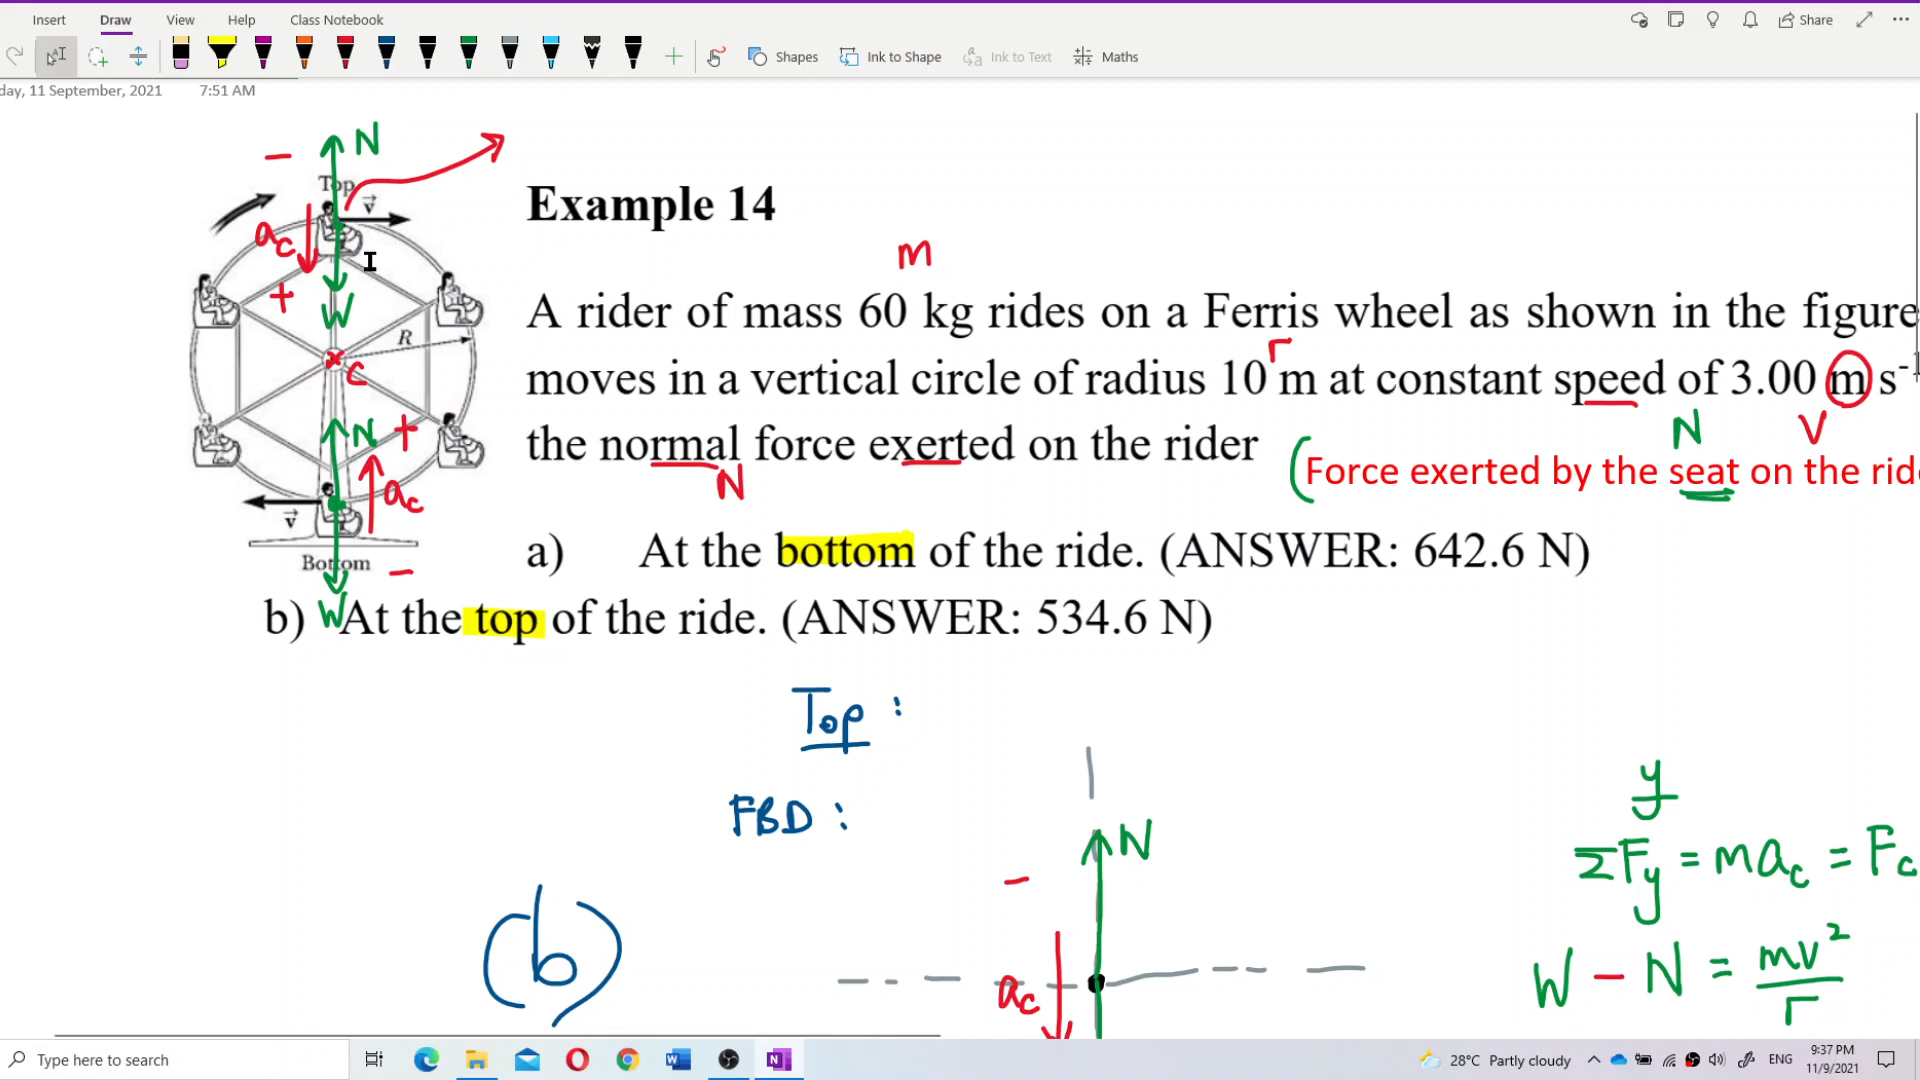 Insert Draw View Help Class Notebook Share
Shapes Ink to Shape Ink to Text Maths
day, 11 September, 2021 7:51 AM
N
−
Top
v
ac
+
W
R
C
N +
ac
v
Bottom −
W
Example 14
m
A rider of mass 60 kg rides on a Ferris wheel as shown in the figure
r
moves in a vertical circle of radius 10 m at constant speed of 3.00 m s⁻
N V
the normal force exerted on the rider
N
(Force exerted by the seat on the rid
a) At the bottom of the ride. (ANSWER: 642.6 N)
b) At the top of the ride. (ANSWER: 534.6 N)
Top :
FBD :
(b)
N
−
ac
y
ΣFy = mac = Fc
W − N = mv²/r
Type here to search
28°C Partly cloudy ENG 9:37 PM
11/9/2021